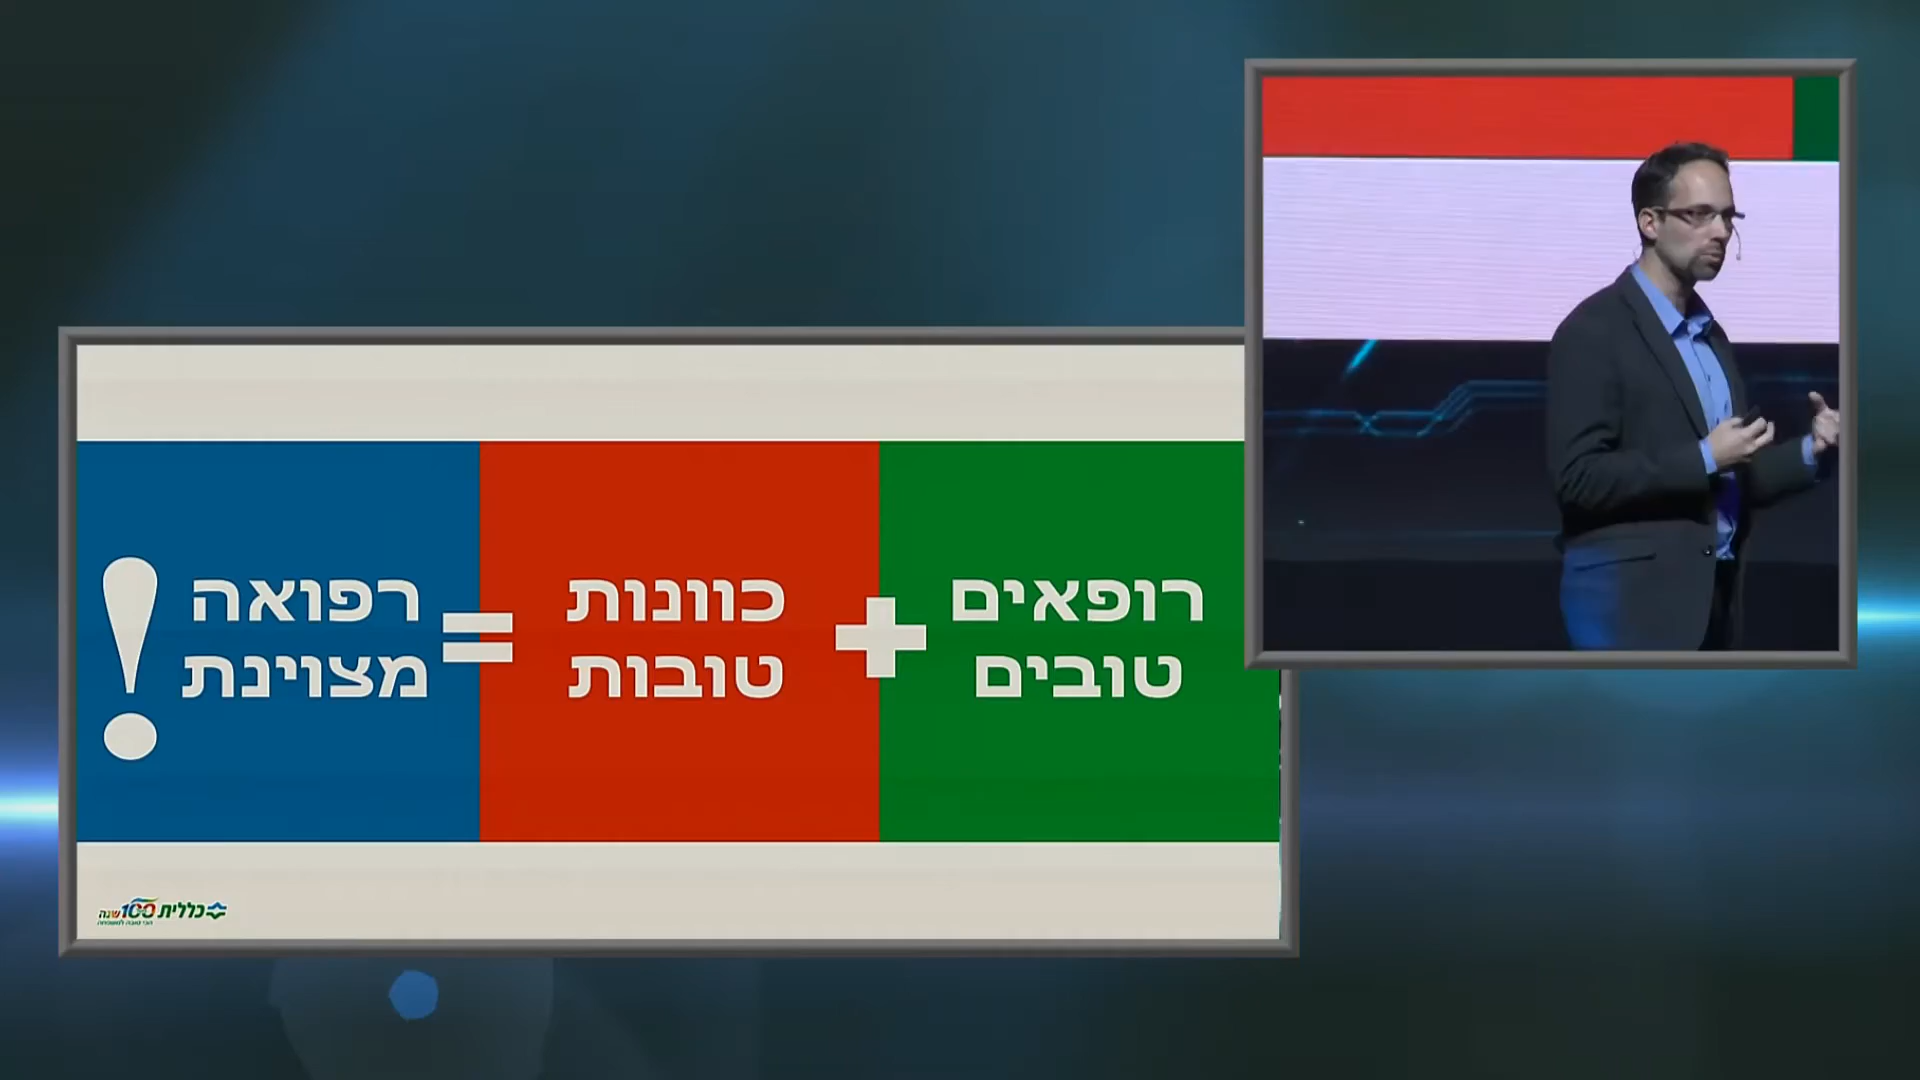 רופאים
טובים
+
כוונות
טובות
=
רפואה
מצוינת
!
כללית 100 שנה